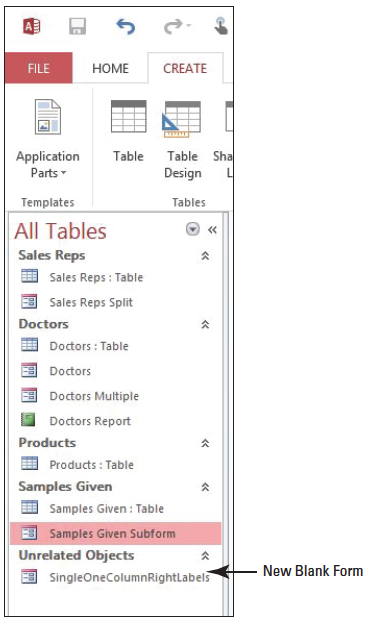 FILE HOME CREATE
Application Parts
Table
Table Design
Sha
L
Templates
Tables
All Tables
Sales Reps
Sales Reps : Table
Sales Reps Split
Doctors
Doctors : Table
Doctors
Doctors Multiple
Doctors Report
Products
Products : Table
Samples Given
Samples Given : Table
Samples Given Subform
Unrelated Objects
SingleOneColumnRightLabels
New Blank Form